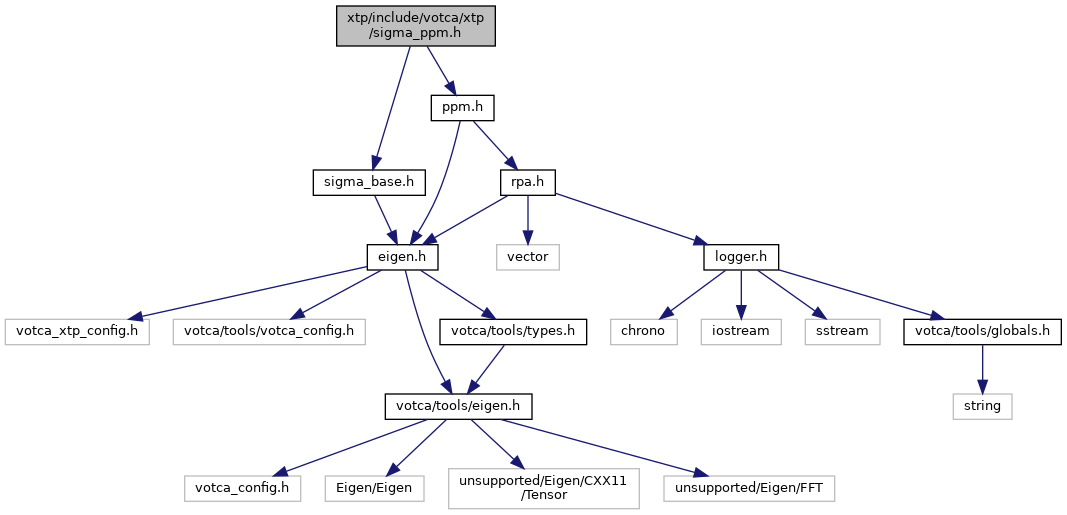 xtp/include/votca/xtp
/sigma_ppm.h
ppm.h
sigma_base.h
rpa.h
eigen.h
vector
logger.h
votca_xtp_config.h
votca/tools/votca_config.h
votca/tools/types.h
chrono
iostream
sstream
votca/tools/globals.h
votca/tools/eigen.h
string
votca_config.h
Eigen/Eigen
unsupported/Eigen/CXX11
/Tensor
unsupported/Eigen/FFT